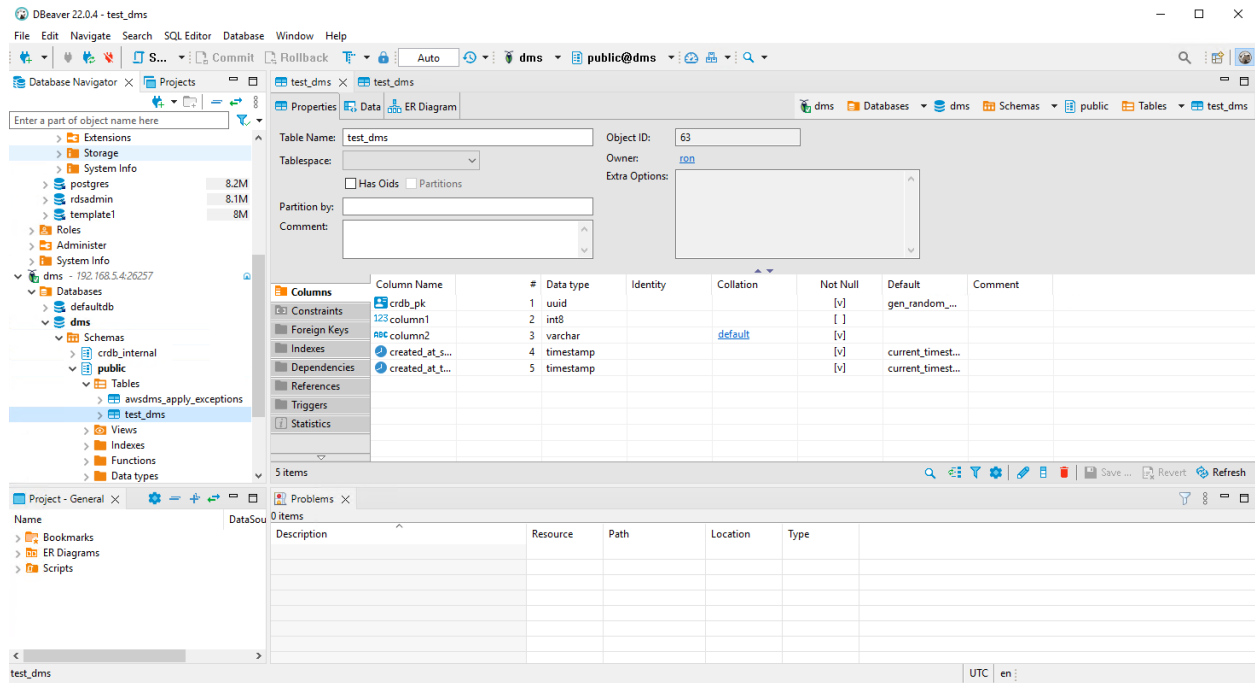 DBeaver 22.0.4 - test_dms
File Edit Navigate Search SQL Editor Database Window Help
S... Commit Rollback Auto dms public@dms
Database Navigator Projects
Enter a part of object name here
Extensions
Storage
System Info
postgres 8.2M
rdsadmin 8.1M
template1 8M
Roles
Administer
System Info
dms - 192.168.5.4:26257
Databases
defaultdb
dms
Schemas
crdb_internal
public
Tables
awsdms_apply_exceptions
test_dms
Views
Indexes
Functions
Data types
test_dms test_dms
Properties Data ER Diagram
dms Databases dms Schemas public Tables test_dms
Table Name: test_dms
Tablespace:
Has Oids Partitions
Partition by:
Comment:
Object ID: 63
Owner: ron
Extra Options:
Columns
Constraints
Foreign Keys
Indexes
Dependencies
References
Triggers
Statistics
Column Name # Data type Identity Collation Not Null Default Comment
crdb_pk 1 uuid [v] gen_random_...
123 column1 2 int8 [ ]
ABC column2 3 varchar default [v]
created_at_s... 4 timestamp [v] current_timest...
created_at_t... 5 timestamp [v] current_timest...
5 items
Save ... Revert Refresh
Project - General
Name DataSou
Bookmarks
ER Diagrams
Scripts
Problems
0 items
Description Resource Path Location Type
test_dms
UTC en